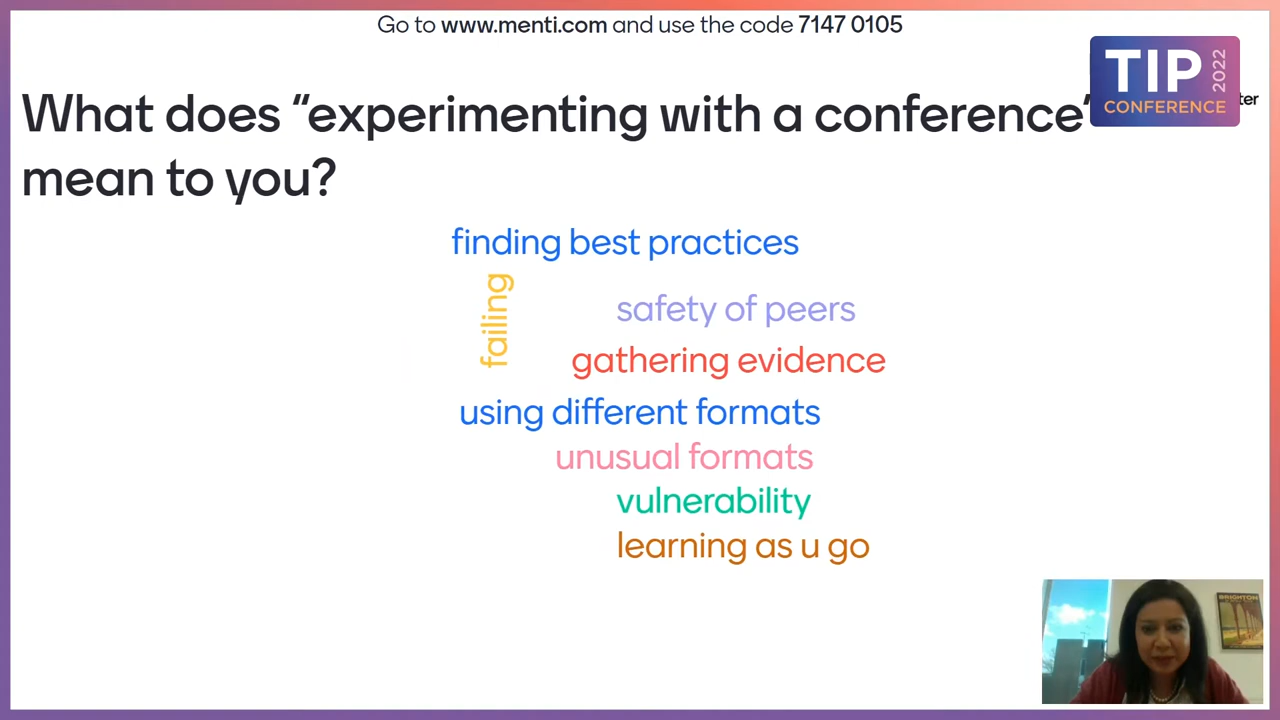 Go to www.menti.com and use the code 7147 0105
TIP 2022
CONFERENCE
What does “experimenting with a conference”
mean to you?
finding best practices
failing
safety of peers
gathering evidence
using different formats
unusual formats
vulnerability
learning as u go
BRIGHTON